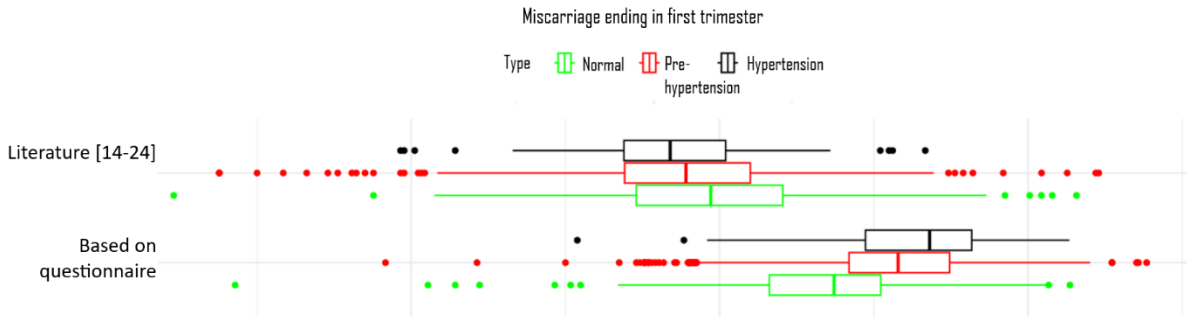 Miscarriage ending in first trimester
Type Normal Pre- Hypertension
hypertension
Literature [14-24]
Based on
questionnaire